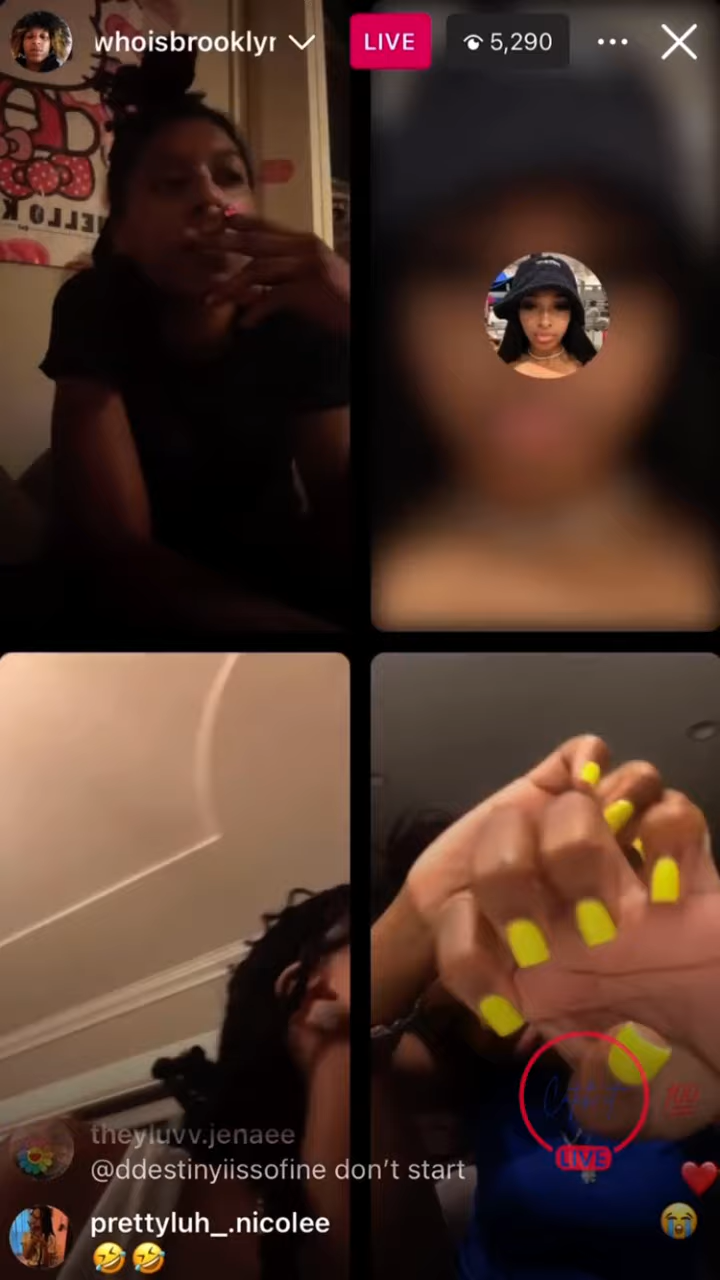 whoisbrooklyr
LIVE
5,290
theyluvv.jenaee
@ddestinyiissofine don't start
prettyluh_.nicolee
🤣🤣
LIVE